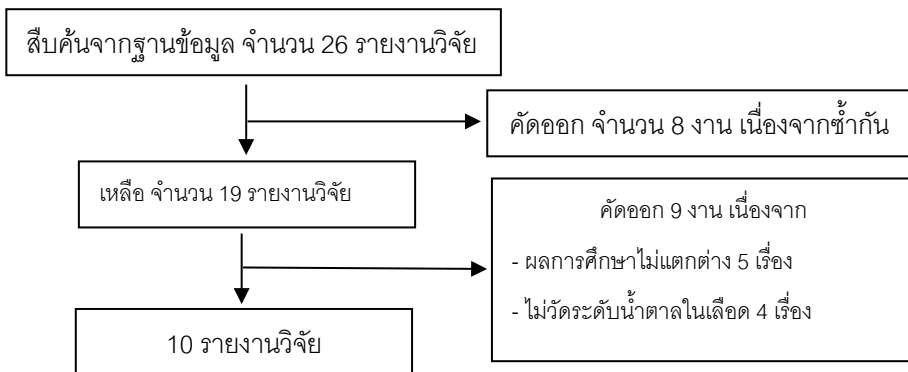 สืบค้นจากฐานข้อมูล จำนวน 26 รายงานวิจัย
คัดออก จำนวน 8 งาน เนื่องจากซ้ำกัน
เหลือ จำนวน 19 รายงานวิจัย
คัดออก 9 งาน เนื่องจาก
- ผลการศึกษาไม่แตกต่าง 5 เรื่อง
- ไม่วัดระดับน้ำตาลในเลือด 4 เรื่อง
10 รายงานวิจัย